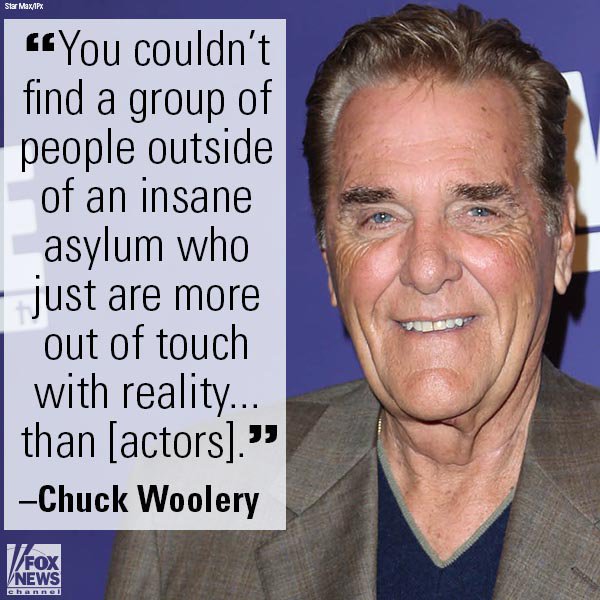 Star Max/IPx
“You couldn’t
find a group of
people outside
of an insane
asylum who
just are more
out of touch
with reality...
than [actors].”
–Chuck Woolery
FOX
NEWS
channel